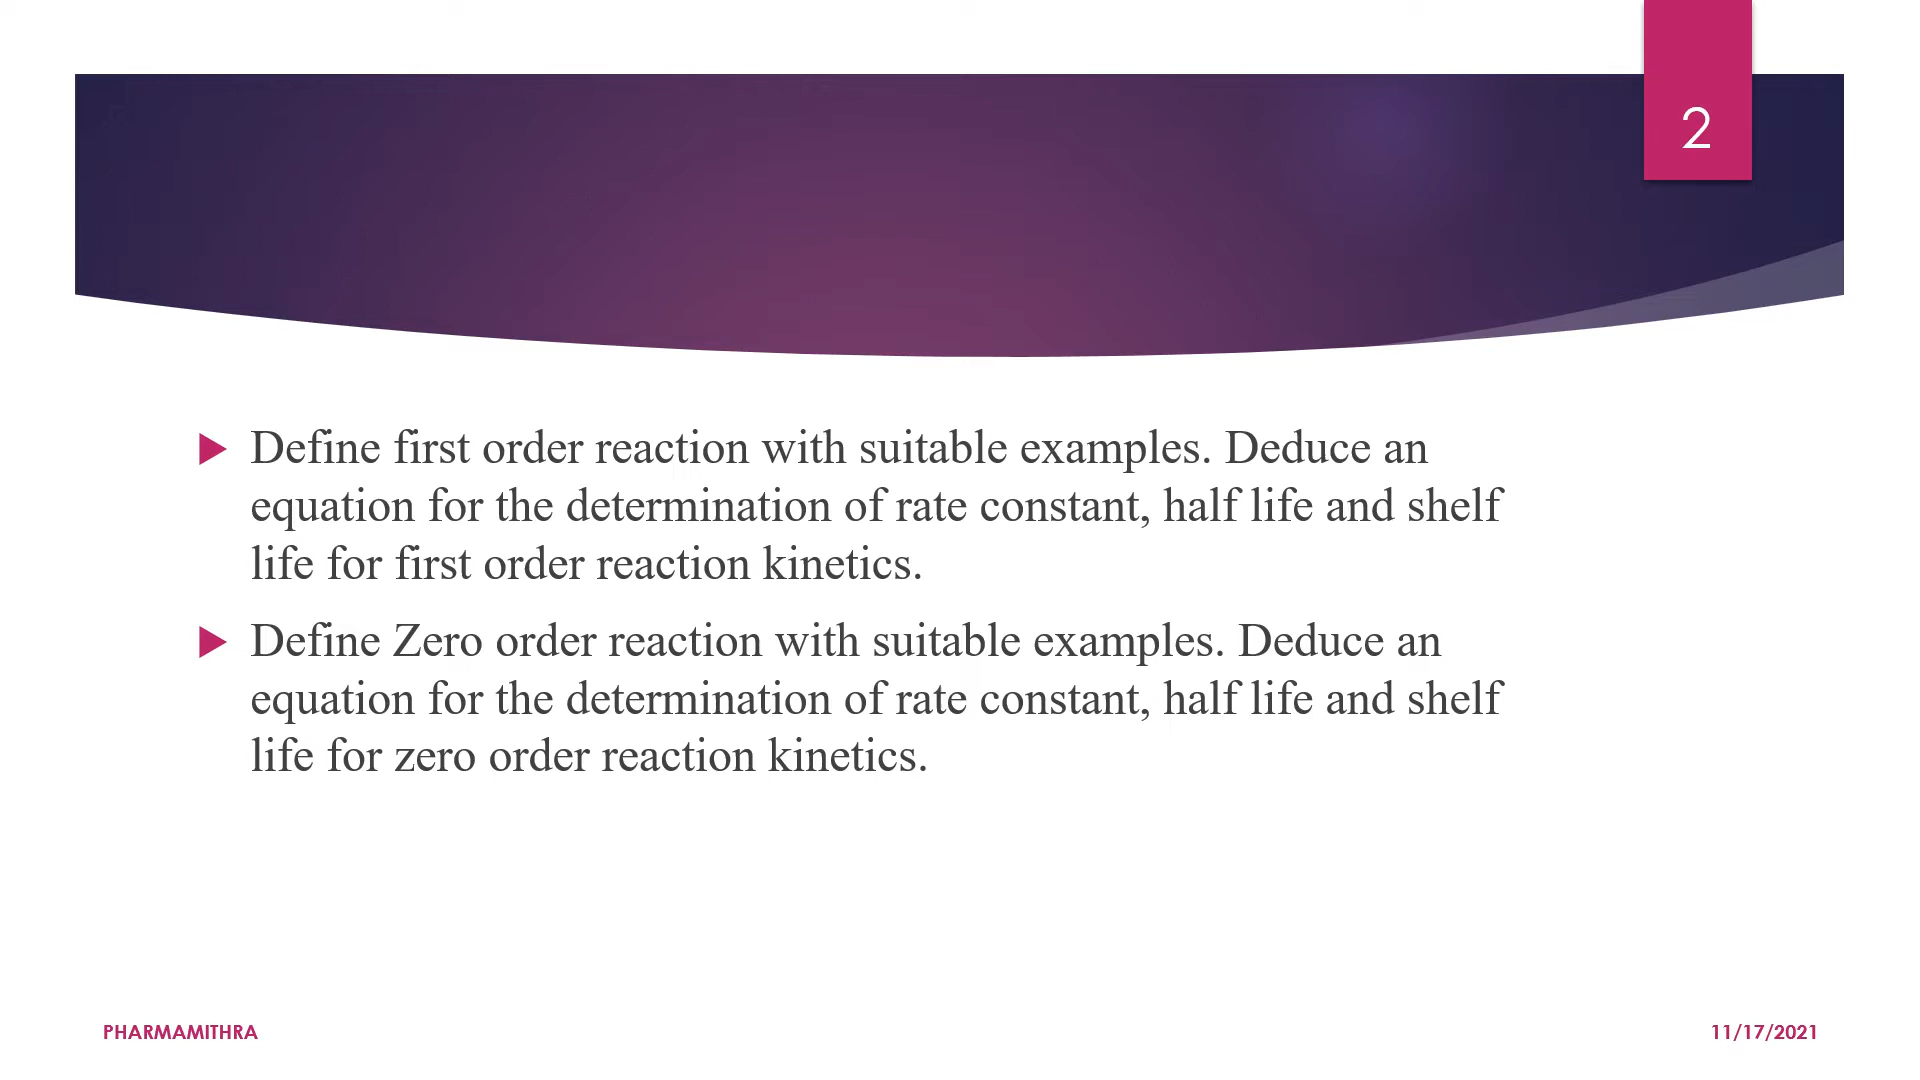 2
Define first order reaction with suitable examples. Deduce an
equation for the determination of rate constant, half life and shelf
life for first order reaction kinetics.
Define Zero order reaction with suitable examples. Deduce an
equation for the determination of rate constant, half life and shelf
life for zero order reaction kinetics.
PHARMAMITHRA
11/17/2021